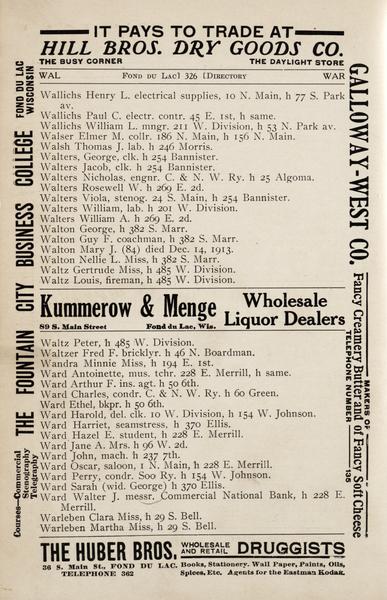 IT PAYS TO TRADE AT
HILL BROS. DRY GOODS CO.
THE BUSY CORNER THE DAYLIGHT STORE
WAL FOND DU LAC] 326 [DIRECTORY WAR
Wallichs Henry L. electrical supplies, 10 N. Main, h 77 S. Park
av.
Wallichs Paul C. electr. contr. 45 E. 1st, h same.
Wallichs William L. mngr. 211 W. Division, h 53 N. Park av.
Walser Elmer M. collr. 186 N. Main, h 156 N. Main.
Walsh Thomas J. lab. h 246 Morris.
Walters, George, clk. h 254 Bannister.
Walters Jacob, clk. h 254 Bannister.
Walters Nicholas, engnr. C. & N. W. Ry. h 25 Algoma.
Walters Rosewell W. h 269 E. 2d.
Walters Viola, stenog. 24 S. Main, h 254 Bannister.
Walters William, lab. h 201 W. Division.
Walters William A. h 269 E. 2d.
Walton George, h 382 S. Marr.
Walton Guy F. coachman, h 382 S. Marr.
Walton Mary J. (84) died Dec. 14, 1913.
Walton Nellie L. Miss, h 382 S. Marr.
Waltz Gertrude Miss, h 485 W. Division.
Waltz Louis, fireman, h 485 W. Division.
Kummerow & Menge Wholesale
Liquor Dealers
89 S. Main Street Fond du Lac, Wis.
Waltz Peter, h 485 W. Division.
Waltzer Fred F. bricklyr. h 46 N. Boardman.
Wandra Minnie Miss, h 194 E. 1st.
Ward Antoinette, mus. tchr. 228 E. Merrill, h same.
Ward Arthur F. ins. agt. h 50 6th.
Ward Charles, condr. C. & N. W. Ry. h 60 Green.
Ward Ethel, bkpr. h 50 6th.
Ward Harold, del. clk. 10 W. Division, h 154 W. Johnson.
Ward Harriet, seamstress, h 370 Ellis.
Ward Hazel E. student, h 228 E. Merrill.
Ward Jane A. Mrs. h 96 W. 2d.
Ward John, mach. h 237 7th.
Ward Oscar, saloon, 1 N. Main, h 228 E. Merrill.
Ward Perry, condr. Soo Ry. h 154 W. Johnson.
Ward Sarah (wid. George) h 370 Ellis.
Ward Walter J. messr. Commercial National Bank, h 228 E.
Merrill.
Warleben Clara Miss, h 29 S. Bell.
Warleben Martha Miss, h 29 S. Bell.
THE HUBER BROS. WHOLESALE AND RETAIL DRUGGISTS
36 S. Main St., FOND DU LAC. Books, Stationery. Wall Paper, Paints, Oils,
TELEPHONE 362 Spices, Etc. Agents for the Eastman Kodak.
THE FOUNTAIN CITY BUSINESS COLLEGE
FOND DU LAC
WISCONSIN
Courses—Commercial
Stenography
Telegraphy
GALLOWAY-WEST CO.
MAKERS OF
Fancy Creamery Butter and of Fancy Soft Cheese
TELEPHONE NUMBER 135